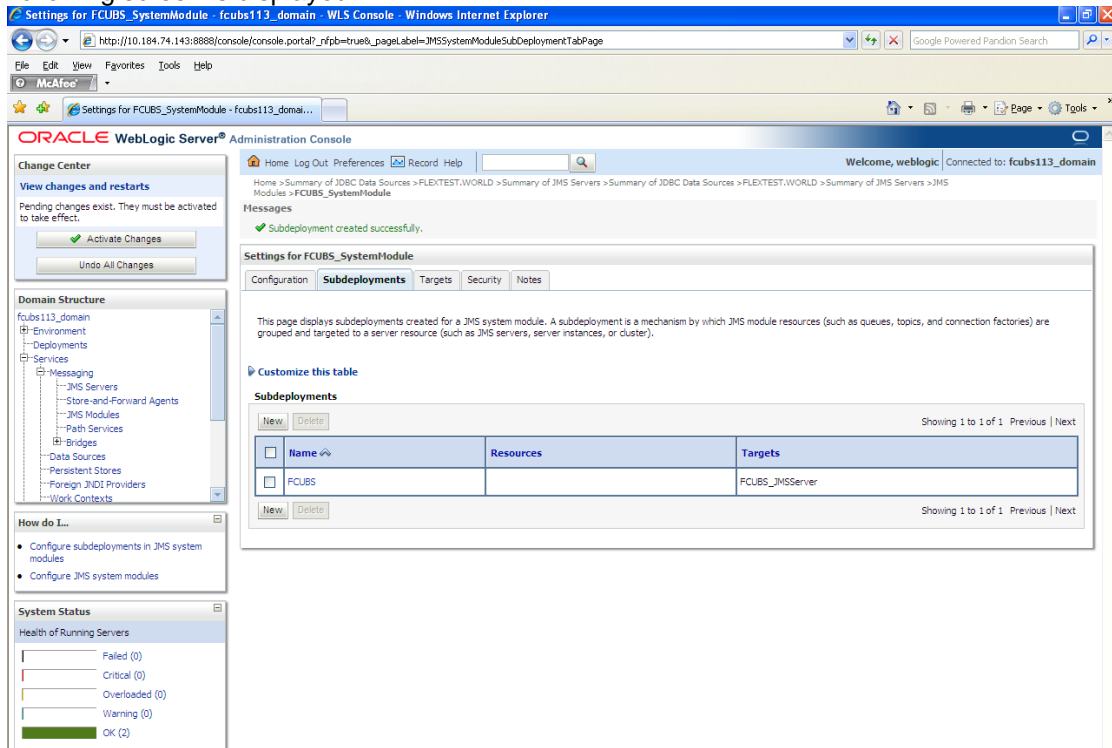 Settings for FCUBS_SystemModule - fcubs113_domain - WLS Console - Windows Internet Explorer
http://10.184.74.143:8888/console/console.portal?_nfpb=true&_pageLabel=JMSSystemModuleSubDeploymentTabPage
Google Powered Pandion Search
File Edit View Favorites Tools Help
McAfee
Settings for FCUBS_SystemModule - fcubs113_domai...
Page Tools
ORACLE WebLogic Server® Administration Console
Change Center
View changes and restarts
Pending changes exist. They must be activated
to take effect.
Activate Changes
Undo All Changes
Domain Structure
fcubs113_domain
Environment
Deployments
Services
Messaging
JMS Servers
Store-and-Forward Agents
JMS Modules
Path Services
Bridges
Data Sources
Persistent Stores
Foreign JNDI Providers
Work Contexts
How do I...
Configure subdeployments in JMS system
modules
Configure JMS system modules
System Status
Health of Running Servers
Failed (0)
Critical (0)
Overloaded (0)
Warning (0)
OK (2)
Home Log Out Preferences Record Help
Welcome, weblogic Connected to: fcubs113_domain
Home >Summary of JDBC Data Sources >FLEXTEST.WORLD >Summary of JMS Servers >Summary of JDBC Data Sources >FLEXTEST.WORLD >Summary of JMS Servers >JMS
Modules >FCUBS_SystemModule
Messages
Subdeployment created successfully.
Settings for FCUBS_SystemModule
Configuration Subdeployments Targets Security Notes
This page displays subdeployments created for a JMS system module. A subdeployment is a mechanism by which JMS module resources (such as queues, topics, and connection factories) are
grouped and targeted to a server resource (such as JMS servers, server instances, or cluster).
Customize this table
Subdeployments
New Delete Showing 1 to 1 of 1 Previous | Next
Name Resources Targets
FCUBS FCUBS_JMSServer
New Delete Showing 1 to 1 of 1 Previous | Next